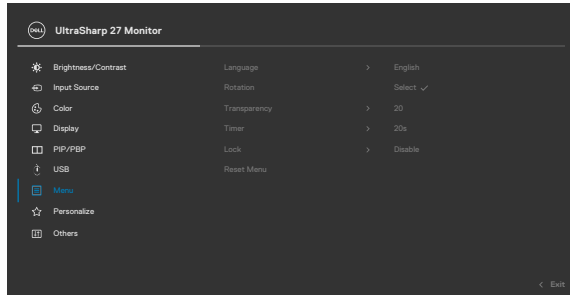 DELL UltraSharp 27 Monitor
Brightness/Contrast Language > English
Input Source Rotation Select ✓
Color Transparency > 20
Display Timer > 20s
PIP/PBP Lock > Disable
USB Reset Menu
Menu
Personalize
Others
< Exit